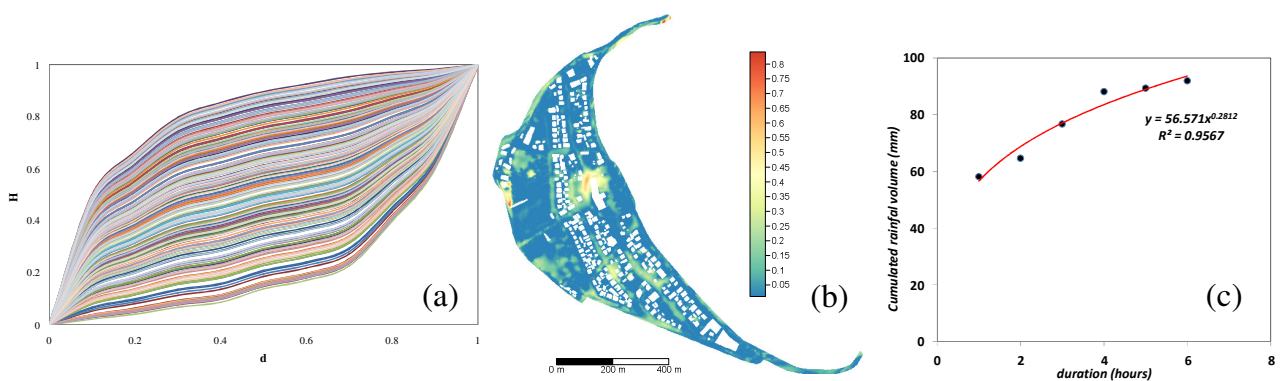 1
0.8
0.6
0.4
0.2
0
H
0 0.2 0.4 0.6 0.8 1
d
(a)
0.8
0.75
0.7
0.65
0.6
0.55
0.5
0.45
0.4
0.35
0.3
0.25
0.2
0.15
0.1
0.05
0 m 200 m 400 m
(b)
100
80
60
40
20
0
Cumulated rainfal volume (mm)
y = 56.571x^0.2812
R² = 0.9567
(c)
0 2 4 6 8
duration (hours)